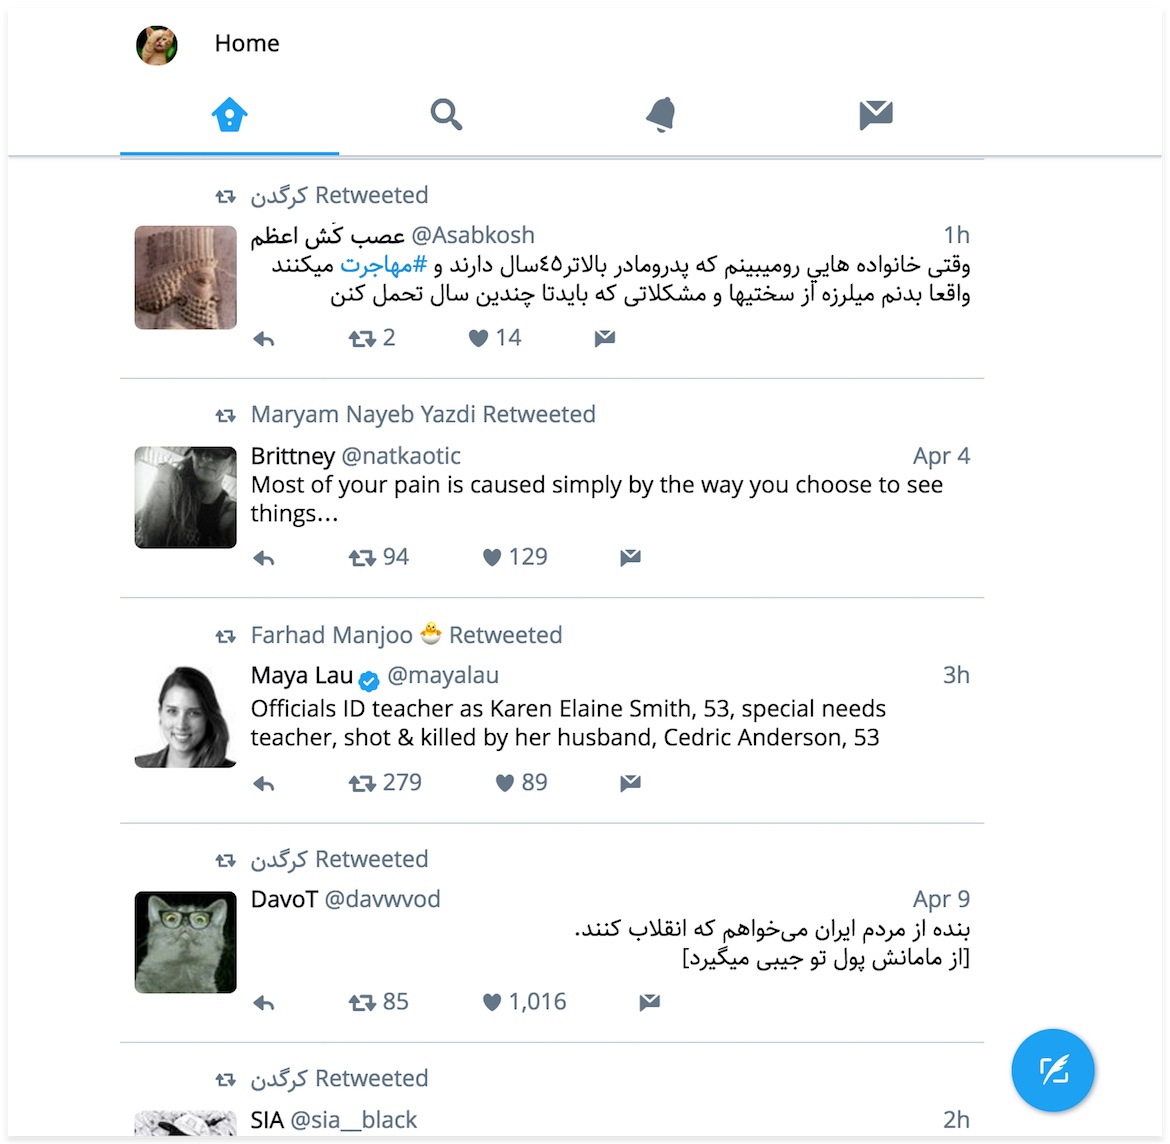 Home
کرگدن Retweeted
عصب کَش اعظم @Asabkosh 1h
وقتی خانواده هايي رومیبینم که پدرومادر بالاتر٤٥سال دارند و #مهاجرت میکنند
واقعا بدنم میلرزه از سختیها و مشکلاتی که بایدتا چندین سال تحمل کنن
2 14
Maryam Nayeb Yazdi Retweeted
Brittney @natkaotic Apr 4
Most of your pain is caused simply by the way you choose to see
things…
94 129
Farhad Manjoo 🐣 Retweeted
Maya Lau @mayalau 3h
Officials ID teacher as Karen Elaine Smith, 53, special needs
teacher, shot & killed by her husband, Cedric Anderson, 53
279 89
کرگدن Retweeted
DavoT @davwvod Apr 9
بنده از مردم ایران می‌خواهم که انقلاب کنند.
[از مامانش پول تو جیبی میگیرد]
85 1,016
کرگدن Retweeted
SIA @sia__black 2h